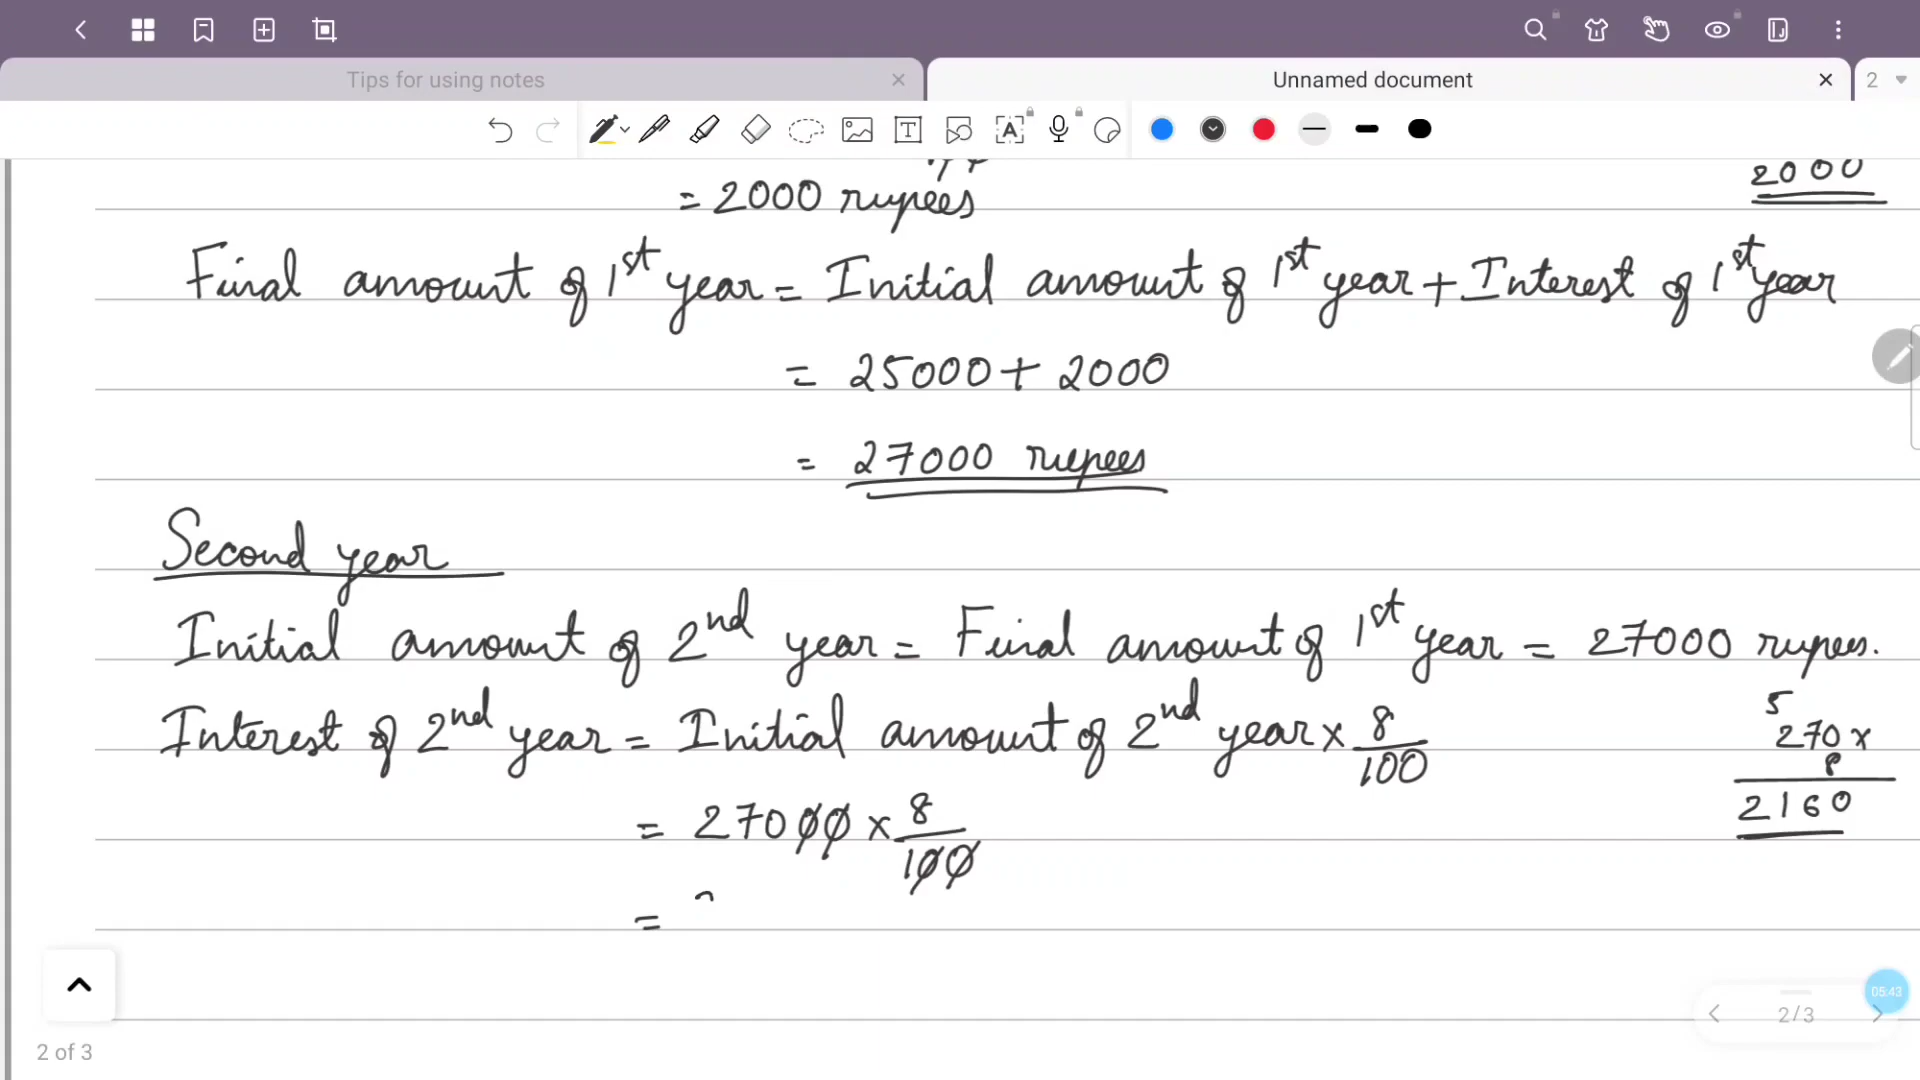 Tips for using notes
Unnamed document
2
= 2000 rupees
2000
Final amount of 1st year = Initial amount of 1st year + Interest of 1st year
= 25000 + 2000
= 27000 rupees
Second year
Initial amount of 2nd year = Final amount of 1st year = 27000 rupees.
Interest of 2nd year = Initial amount of 2nd year × 8/100
5
270 ×
8
2160
= 27000 × 8/100
=
05:43
2/3
2 of 3